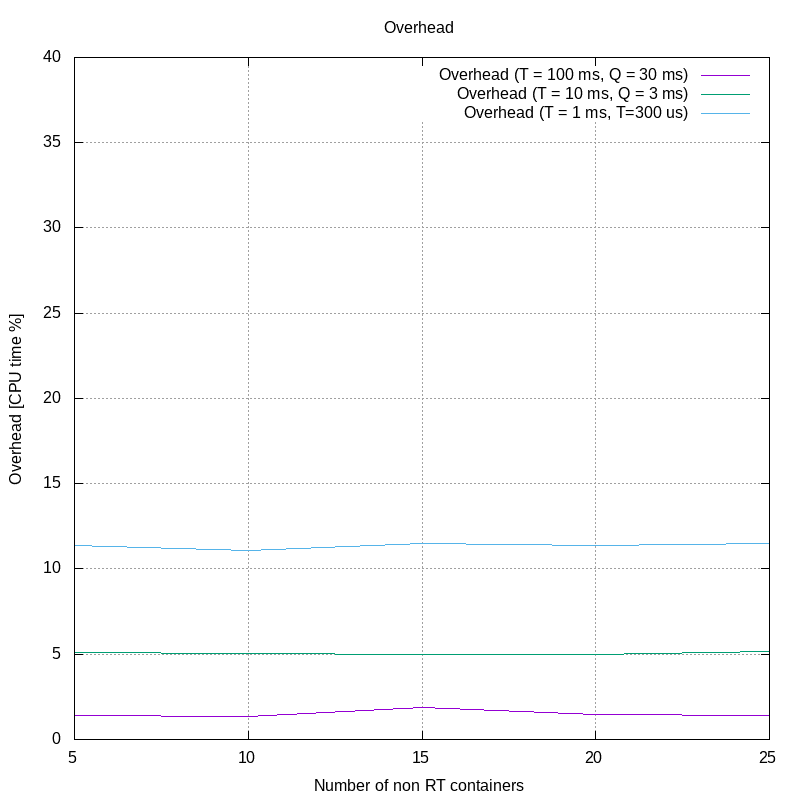 Overhead
40
35
30
25
20
15
10
5
0
Overhead [CPU time %]
Overhead (T = 100 ms, Q = 30 ms)
Overhead (T = 10 ms, Q = 3 ms)
Overhead (T = 1 ms, T=300 us)
5 10 15 20 25
Number of non RT containers